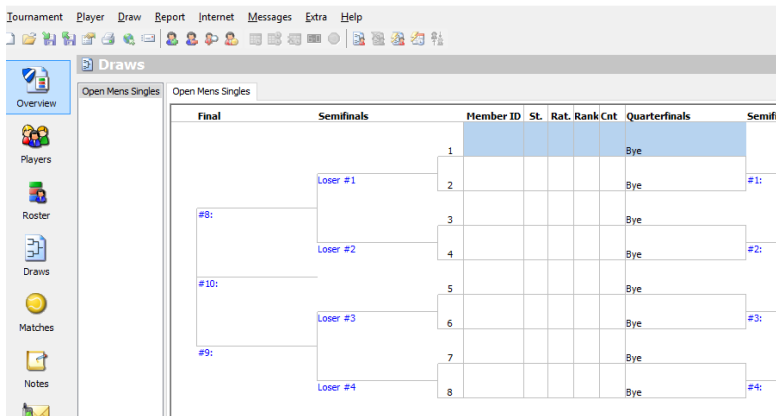 Tournament Player Draw Report Internet Messages Extra Help
Draws
Overview
Players
Roster
Draws
Matches
Notes
Open Mens Singles Open Mens Singles
Final Semifinals Member ID St. Rat. Rank Cnt Quarterfinals
1 Bye
Loser #1 2 Bye #1:
#8: 3 Bye
Loser #2 4 Bye #2:
#10: 5 Bye
Loser #3 6 Bye #3:
#9: 7 Bye
Loser #4 8 Bye #4: